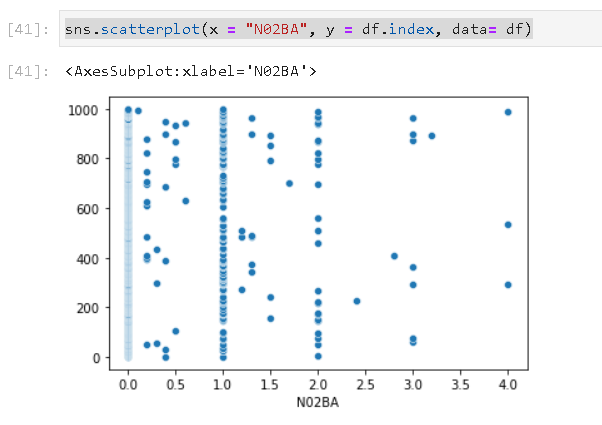 [41]: sns.scatterplot(x = "N02BA", y = df.index, data= df)
[41]: <AxesSubplot:xlabel='N02BA'>
1000
800
600
400
200
0
0.0 0.5 1.0 1.5 2.0 2.5 3.0 3.5 4.0
N02BA